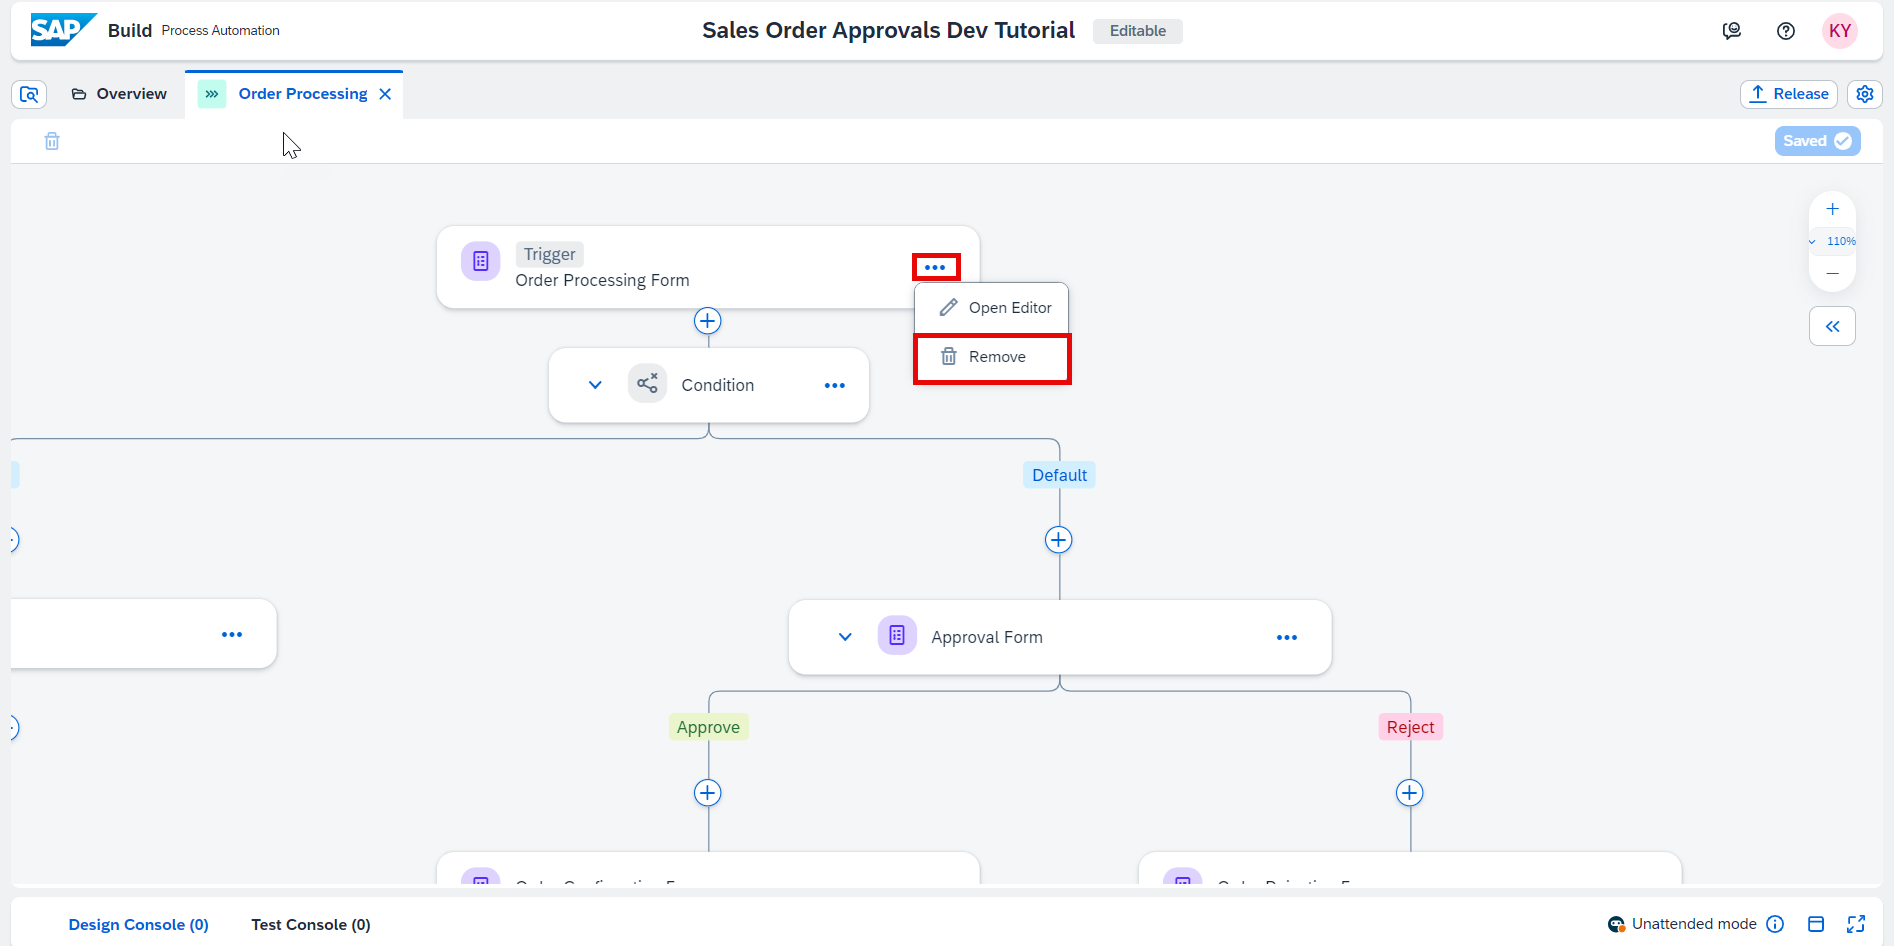 SAP Build Process Automation
Sales Order Approvals Dev Tutorial Editable
KY
Overview
Order Processing
Release
Saved
Trigger
Order Processing Form
110%
Open Editor
Remove
Condition
Default
Approval Form
Approve
Reject
Design Console (0)
Test Console (0)
Unattended mode